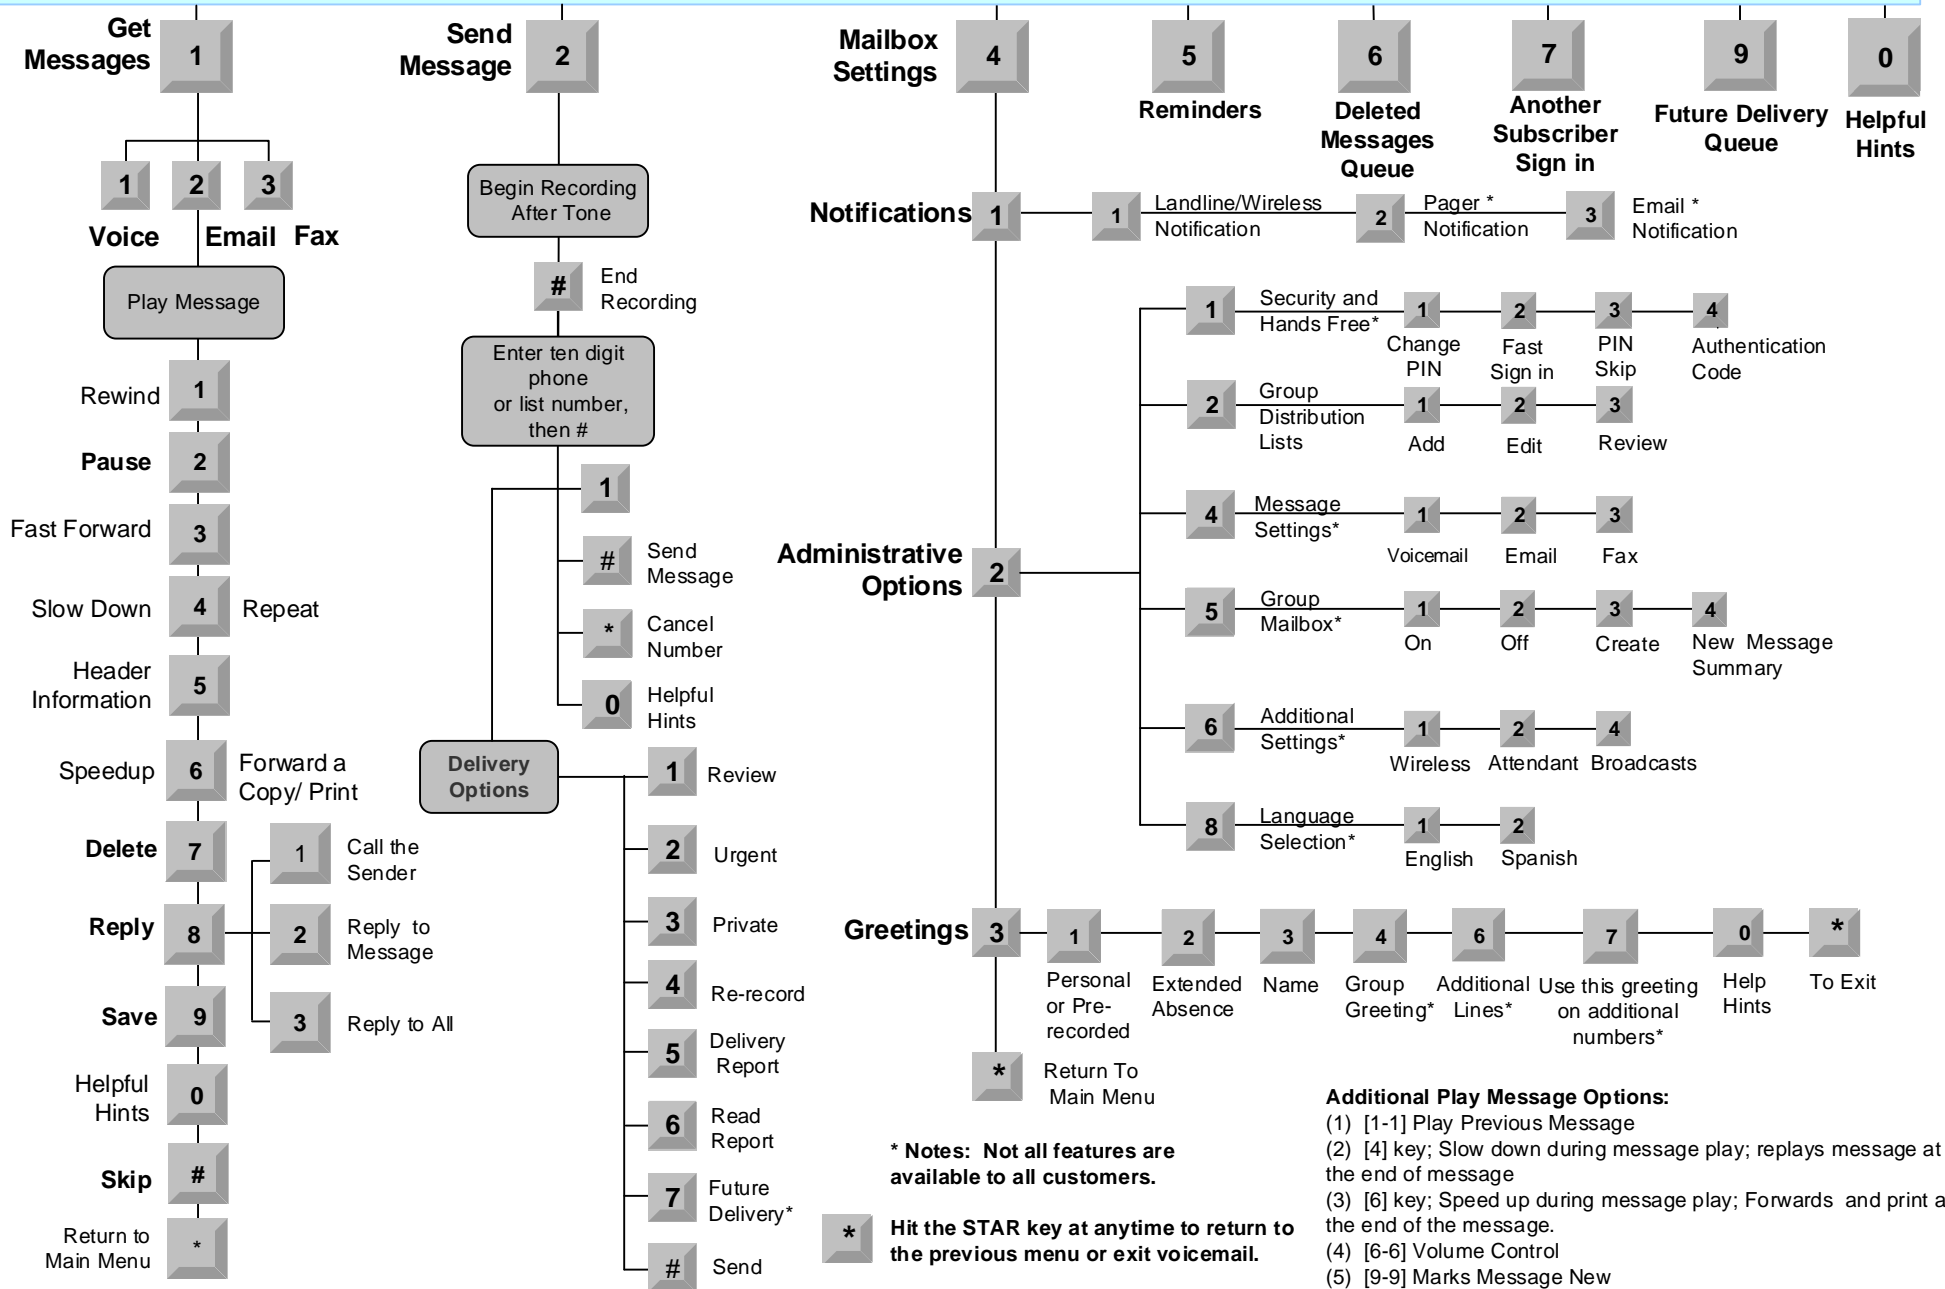 Get
Messages
1
Send
Message
2
Mailbox
Settings
4
5
Reminders
6
Deleted
Messages
Queue
7
Another
Subscriber
Sign in
9
Future Delivery
Queue
0
Helpful
Hints
1
2
3
Voice
Email
Fax
Play Message
Rewind
1
Pause
2
Fast Forward
3
Slow Down
4
Repeat
Header
Information
5
Speedup
6
Forward a
Copy/ Print
Delete
7
Reply
8
1
Call the
Sender
2
Reply to
Message
3
Reply to All
Save
9
Helpful
Hints
0
Skip
#
Return to
Main Menu
*
Begin Recording
After Tone
#
End
Recording
Enter ten digit
phone
or list number,
then #
1
#
Send
Message
*
Cancel
Number
0
Helpful
Hints
Delivery
Options
1
Review
2
Urgent
3
Private
4
Re-record
5
Delivery
Report
6
Read
Report
7
Future
Delivery*
#
Send
Notifications
1
1
Landline/Wireless
Notification
2
Pager *
Notification
3
Email *
Notification
Administrative
Options
2
1
Security and
Hands Free*
1
Change
PIN
2
Fast
Sign in
3
PIN
Skip
4
Authentication
Code
2
Group
Distribution
Lists
1
Add
2
Edit
3
Review
4
Message
Settings*
1
Voicemail
2
Email
3
Fax
5
Group
Mailbox*
1
On
2
Off
3
Create
4
New Message
Summary
6
Additional
Settings*
1
Wireless
2
Attendant
4
Broadcasts
8
Language
Selection*
1
English
2
Spanish
Greetings
3
1
Personal
or Pre-
recorded
2
Extended
Absence
3
Name
4
Group
Greeting*
6
Additional
Lines*
7
Use this greeting
on additional
numbers*
0
Help
Hints
*
To Exit
*
Return To
Main Menu
* Notes: Not all features are
available to all customers.
*
Hit the STAR key at anytime to return to
the previous menu or exit voicemail.
Additional Play Message Options:
(1) [1-1] Play Previous Message
(2) [4] key; Slow down during message play; replays message at
the end of message
(3) [6] key; Speed up during message play; Forwards and print a
the end of the message.
(4) [6-6] Volume Control
(5) [9-9] Marks Message New